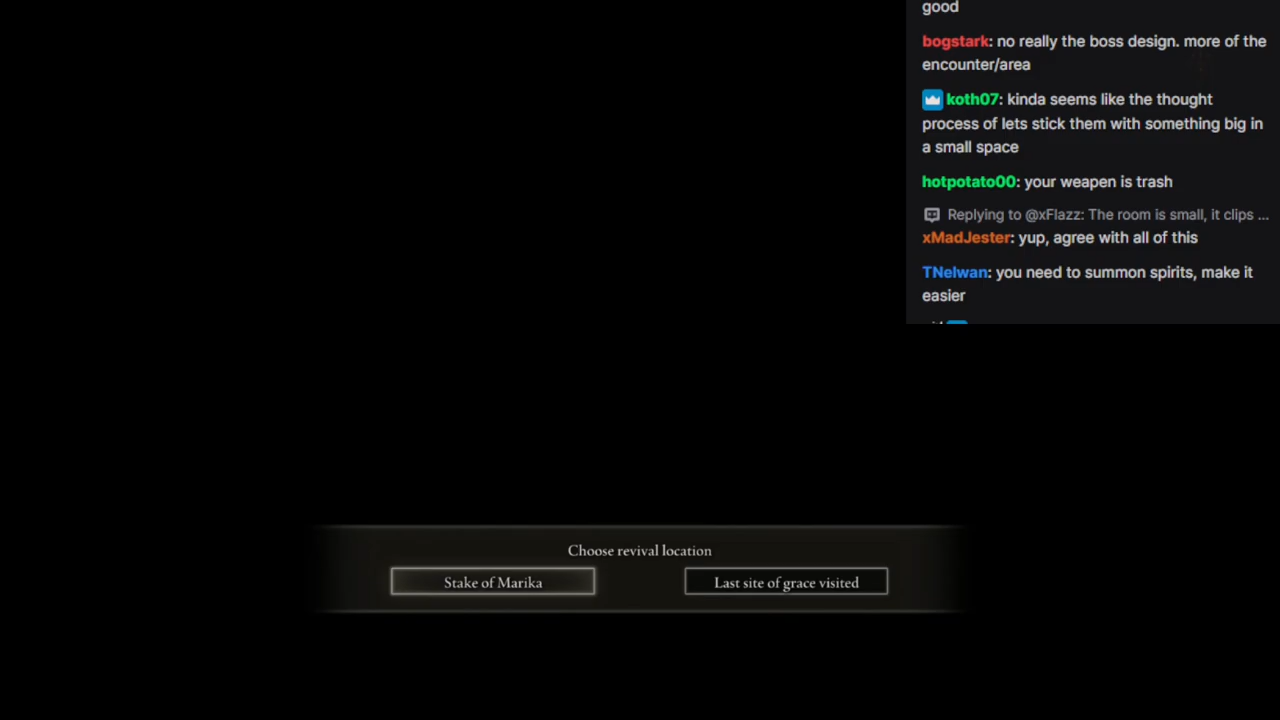 good
bogstark: no really the boss design. more of the
encounter/area
koth07: kinda seems like the thought
process of lets stick them with something big in
a small space
hotpotato00: your weapen is trash
Replying to @xFlazz: The room is small, it clips ...
xMadJester: yup, agree with all of this
TNelwan: you need to summon spirits, make it
easier
Choose revival location
Stake of Marika
Last site of grace visited